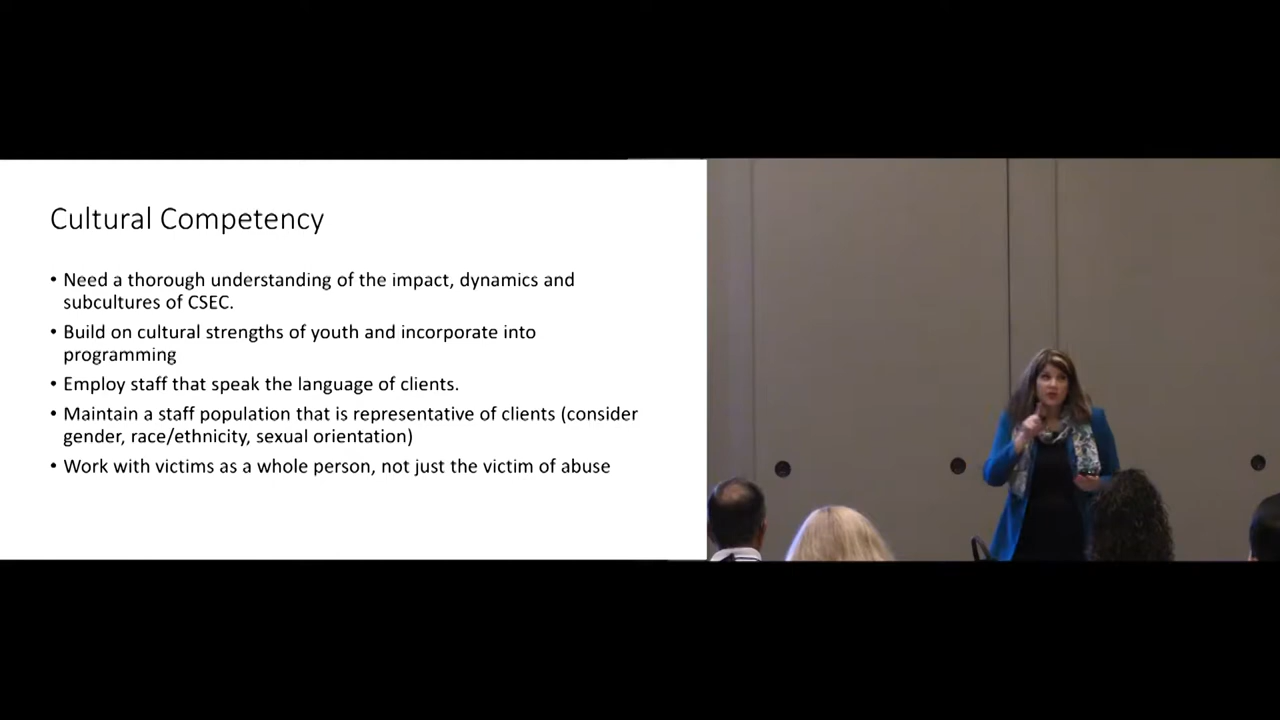 Cultural Competency
• Need a thorough understanding of the impact, dynamics and
subcultures of CSEC.
• Build on cultural strengths of youth and incorporate into
programming
• Employ staff that speak the language of clients.
• Maintain a staff population that is representative of clients (consider
gender, race/ethnicity, sexual orientation)
• Work with victims as a whole person, not just the victim of abuse